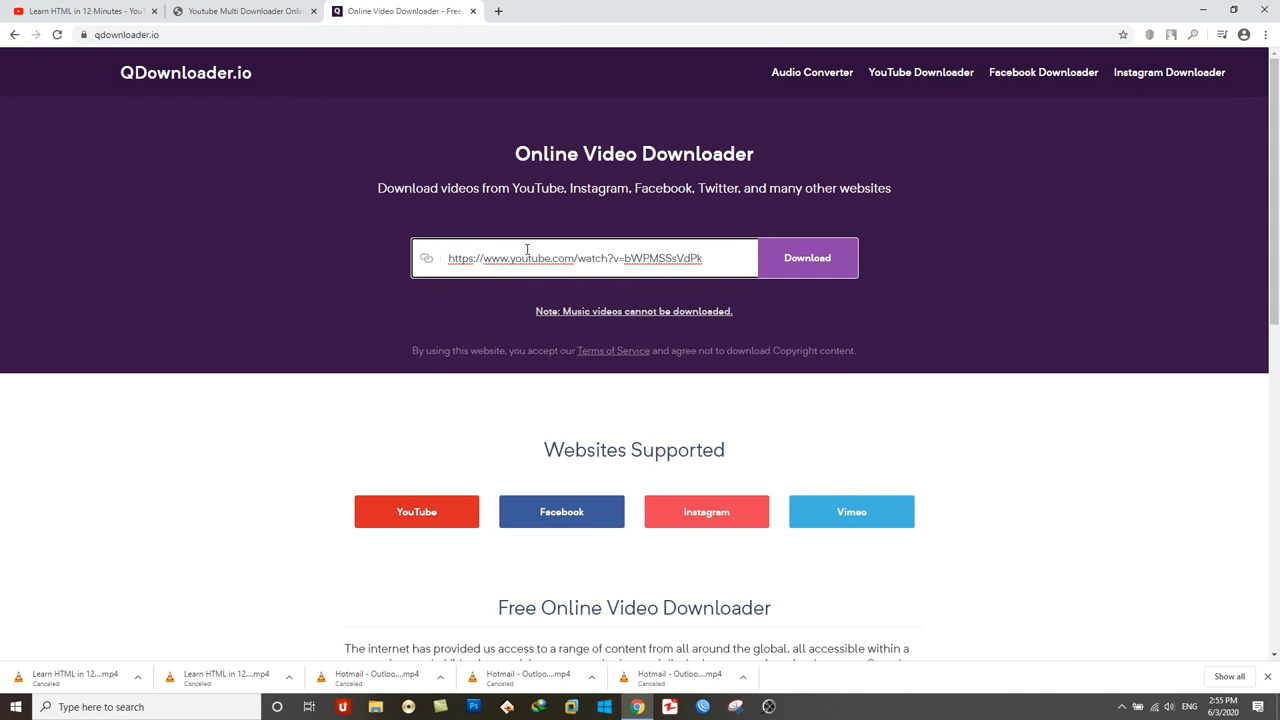 Learn HTML in 12 Minutes - YouT
Youtube Multi Downloader Onlin
Online Video Downloader - Free
qdownloader.io
QDownloader.io
Audio Converter
YouTube Downloader
Facebook Downloader
Instagram Downloader
Online Video Downloader
Download videos from YouTube, Instagram, Facebook, Twitter, and many other websites
https://www.youtube.com/watch?v=bWPMSSsVdPk
Download
Note: Music videos cannot be downloaded.
By using this website, you accept our Terms of Service and agree not to download Copyright content.
Websites Supported
YouTube
Facebook
Instagram
Vimeo
Free Online Video Downloader
The internet has provided us access to a range of content from all around the global. all accessible within a
Learn HTML in 12....mp4
Canceled
Learn HTML in 12....mp4
Canceled
Hotmail - Outloo....mp4
Canceled
Hotmail - Outloo....mp4
Canceled
Hotmail - Outloo....mp4
Canceled
Show all
Type here to search
2:55 PM
6/3/2020